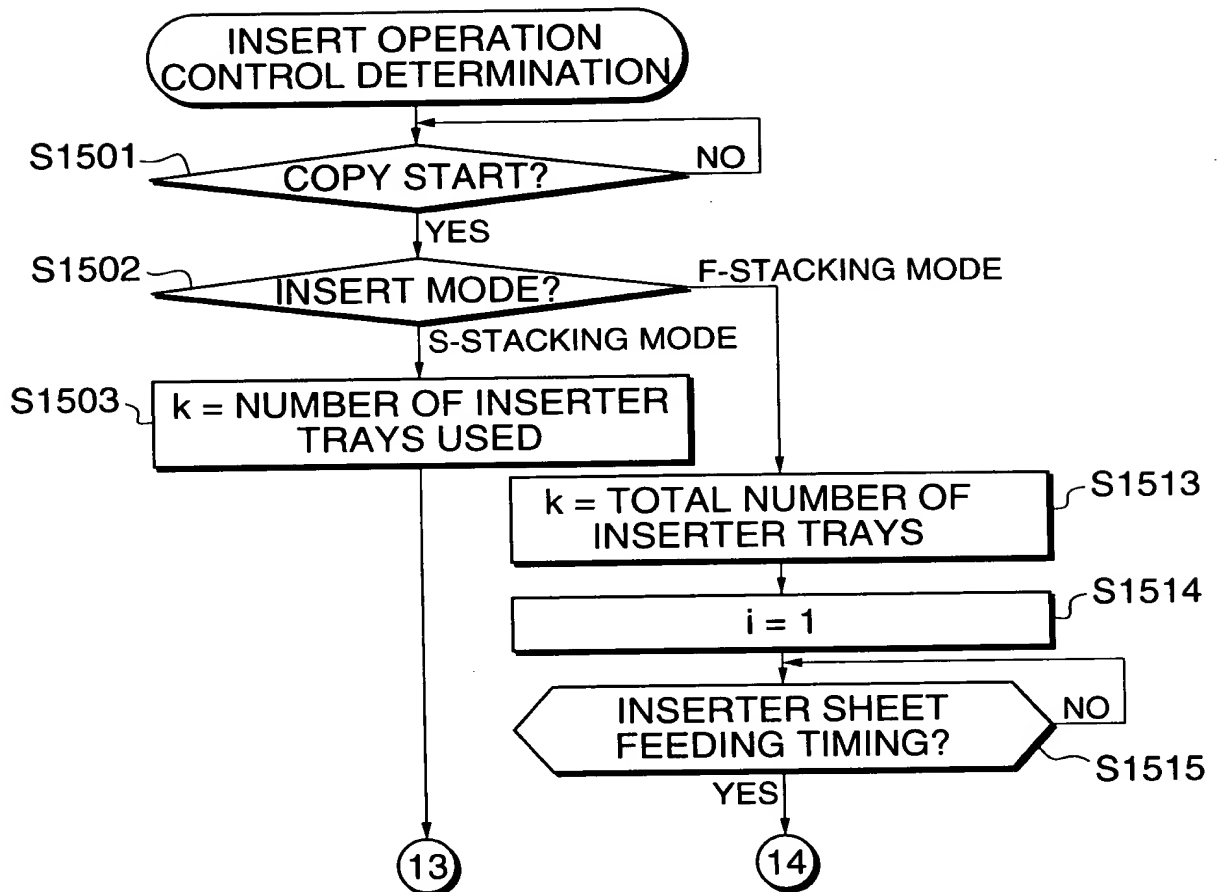 INSERT OPERATION
CONTROL DETERMINATION
S1501
COPY START?
NO
YES
S1502
INSERT MODE?
F-STACKING MODE
S-STACKING MODE
S1503
k = NUMBER OF INSERTER
TRAYS USED
k = TOTAL NUMBER OF
INSERTER TRAYS
S1513
i = 1
S1514
INSERTER SHEET
FEEDING TIMING?
NO
S1515
YES
13
14